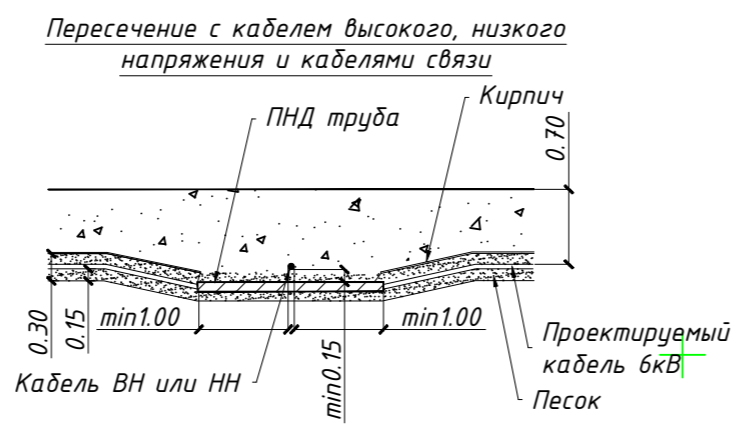 Пересечение с кабелем высокого, низкого
напряжения и кабелями связи
Кирпич
ПНД труба
0.70
0.30
0.15
min1.00
min1.00
min0.15
Кабель ВН или НН
Проектируемый
кабель 6кВ
Песок